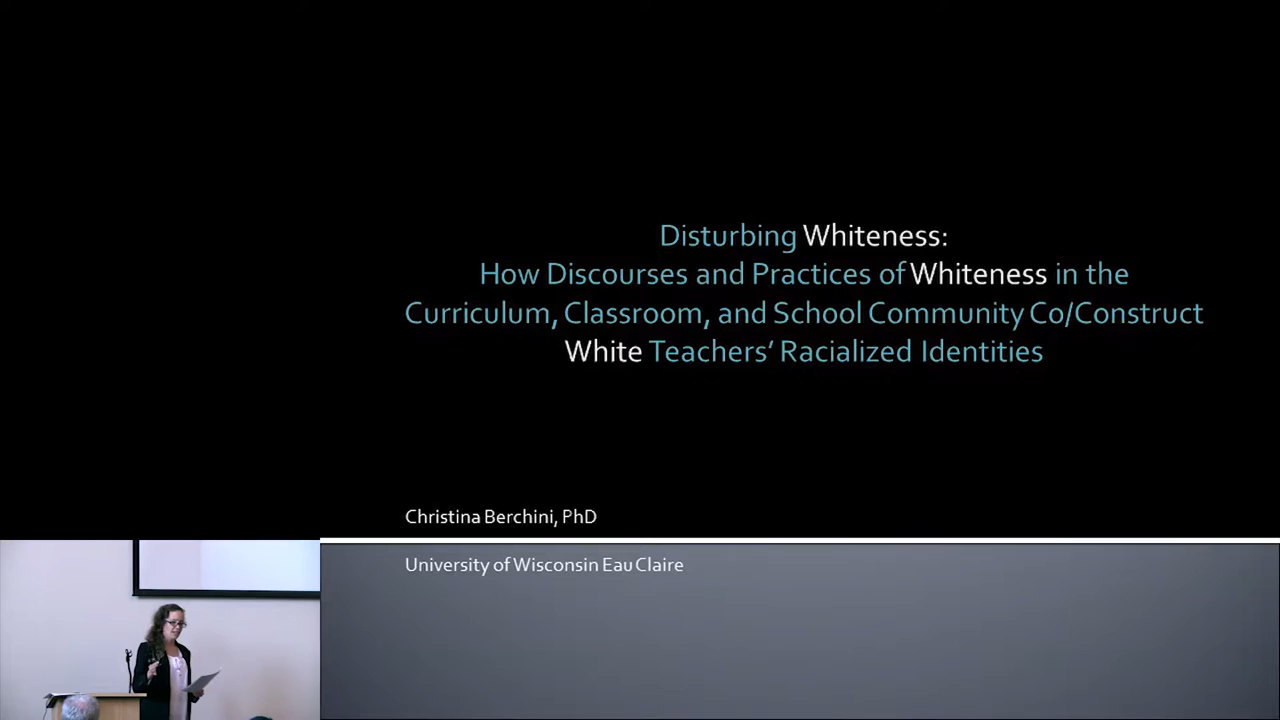 Disturbing Whiteness:
How Discourses and Practices of Whiteness in the
Curriculum, Classroom, and School Community Co/Construct
White Teachers’ Racialized Identities
Christina Berchini, PhD
University of Wisconsin Eau Claire